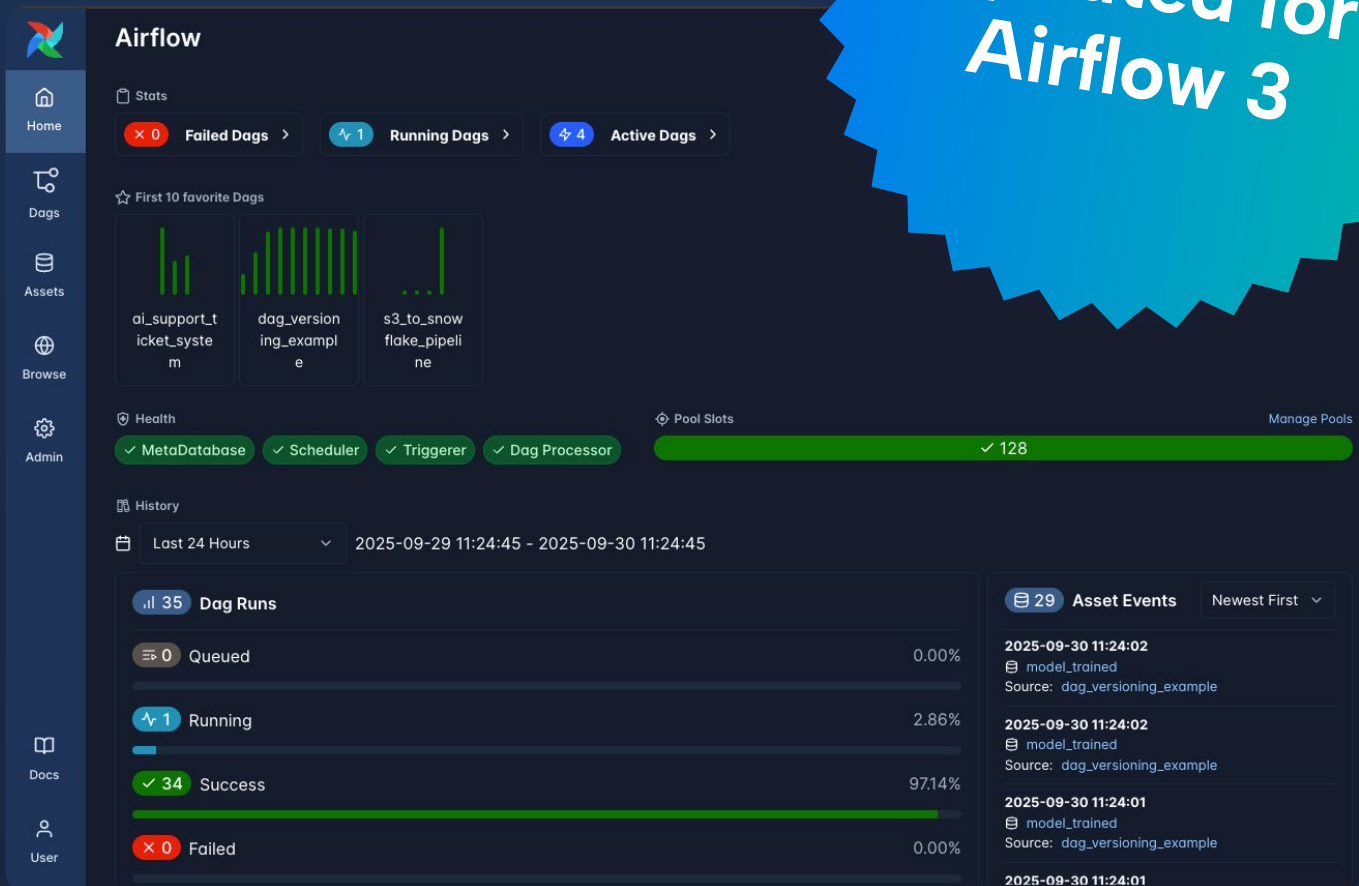 for
Airflow 3
Airflow
Home
Dags
Assets
Browse
Admin
Docs
User
Stats
0 Failed Dags
1 Running Dags
4 Active Dags
First 10 favorite Dags
ai_support_t
icket_syste
m
dag_version
ing_exampl
e
s3_to_snow
flake_pipeli
ne
Health
MetaDatabase Scheduler Triggerer Dag Processor
Pool Slots
Manage Pools
128
History
Last 24 Hours 2025-09-29 11:24:45 - 2025-09-30 11:24:45
35 Dag Runs
0 Queued 0.00%
1 Running 2.86%
34 Success 97.14%
0 Failed 0.00%
29 Asset Events Newest First
2025-09-30 11:24:02
model_trained
Source: dag_versioning_example
2025-09-30 11:24:02
model_trained
Source: dag_versioning_example
2025-09-30 11:24:01
model_trained
Source: dag_versioning_example
2025-09-30 11:24:01